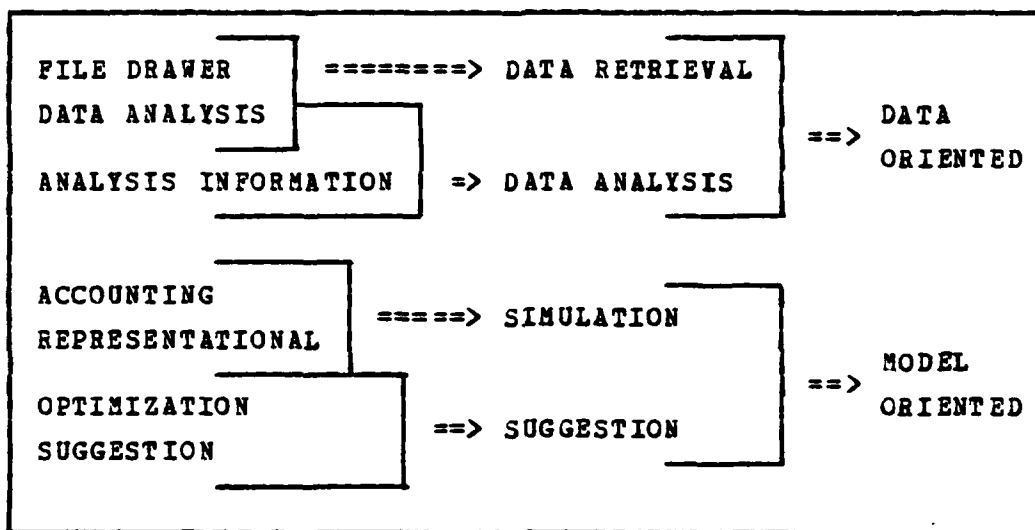 FILE DRAWER ========> DATA RETRIEVAL
DATA ANALYSIS
==> DATA
ORIENTED
ANALYSIS INFORMATION => DATA ANALYSIS
ACCOUNTING
=====> SIMULATION
REPRESENTATIONAL
==> MODEL
ORIENTED
OPTIMIZATION
==> SUGGESTION
SUGGESTION